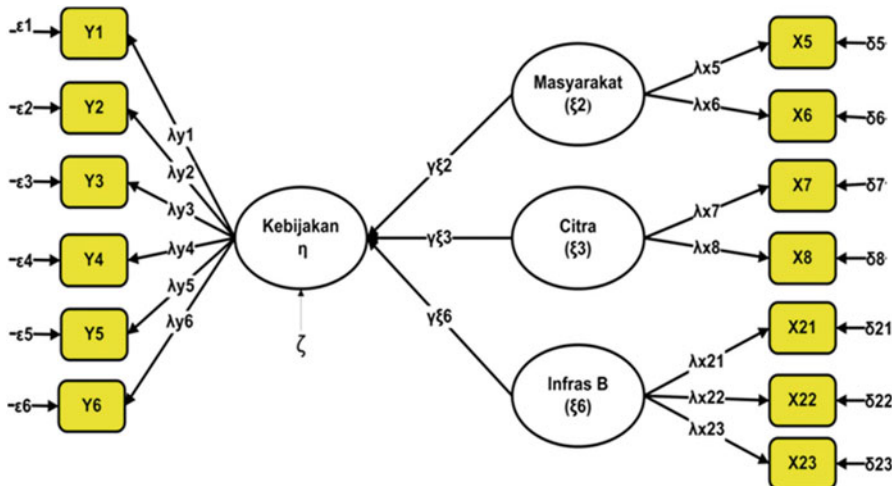 ε1
Y1
ε2
Y2
ε3
Y3
ε4
Y4
ε5
Y5
ε6
Y6
λy1
λy2
λy3
λy4
λy5
λy6
Kebijakan
η
ζ
γξ2
γξ3
γξ6
Masyarakat
(ξ2)
Citra
(ξ3)
Infras B
(ξ6)
λx5
λx6
λx7
λx8
λx21
λx22
λx23
X5
δ5
X6
δ6
X7
δ7
X8
δ8
X21
δ21
X22
δ22
X23
δ23